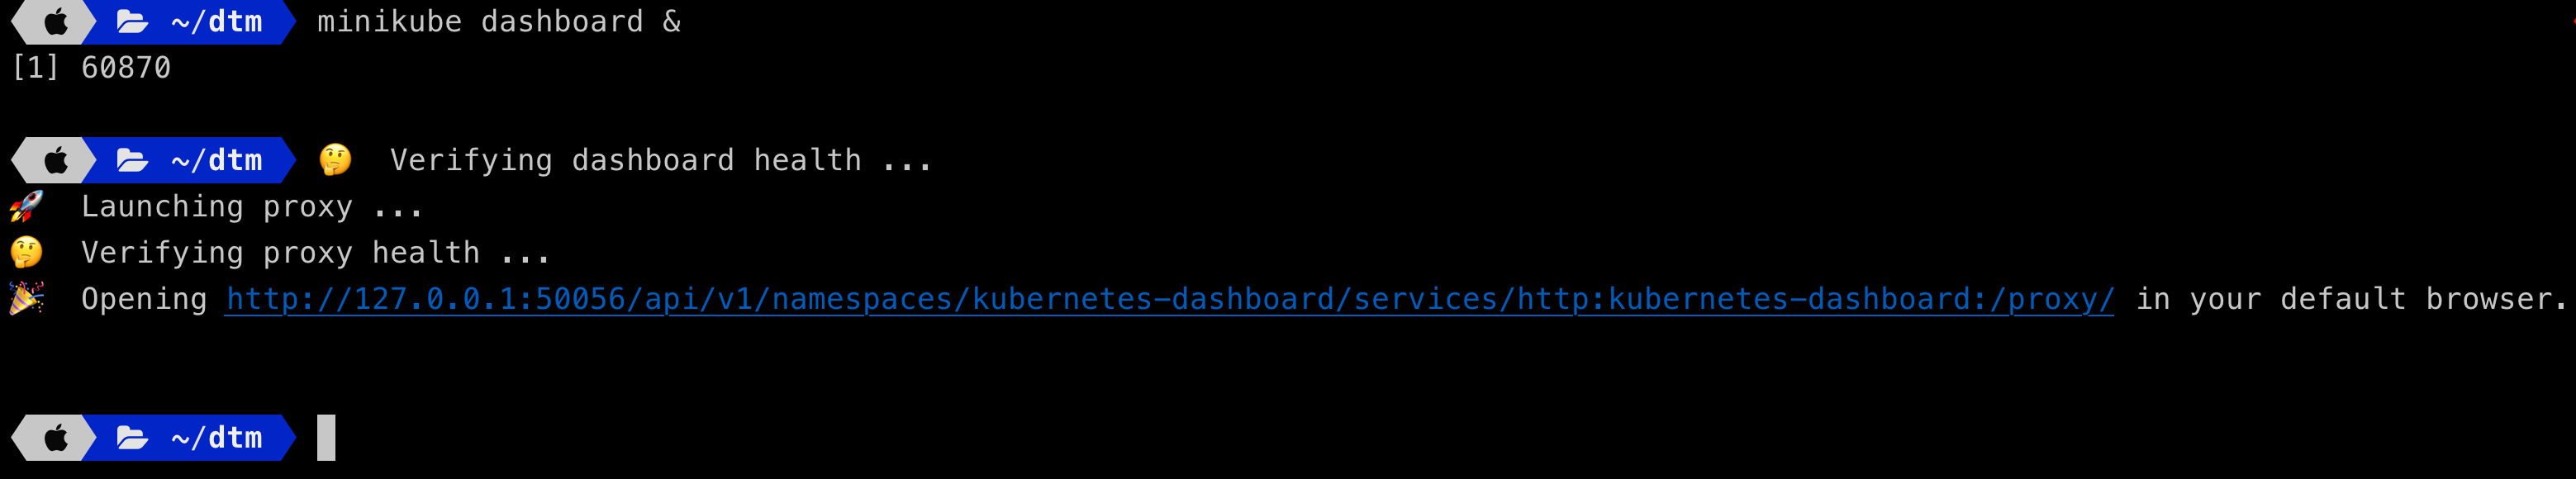 ~/dtm minikube dashboard &
[1] 60870
~/dtm 🤔 Verifying dashboard health ...
🚀 Launching proxy ...
🤔 Verifying proxy health ...
🎉 Opening http://127.0.0.1:50056/api/v1/namespaces/kubernetes-dashboard/services/http:kubernetes-dashboard:/proxy/ in your default browser.
~/dtm